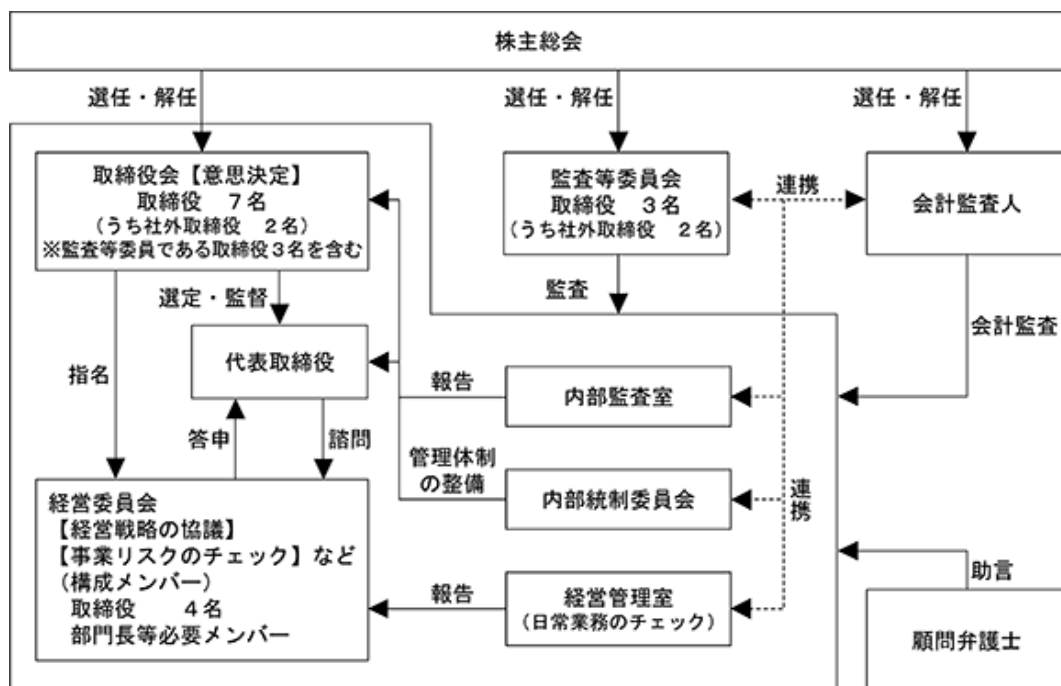 株主総会
選任・解任
選任・解任
選任・解任
取締役会【意思決定】
取締役　７名
（うち社外取締役　２名）
※監査等委員である取締役３名を含む
監査等委員会
取締役　３名
（うち社外取締役　２名）
連携
会計監査人
選定・監督
監査
会計監査
代表取締役
指名
報告
内部監査室
答申
諮問
管理体制
の整備
内部統制委員会
連携
経営委員会
【経営戦略の協議】
【事業リスクのチェック】など
（構成メンバー）
取締役　　４名
部門長等必要メンバー
報告
経営管理室
（日常業務のチェック）
助言
顧問弁護士